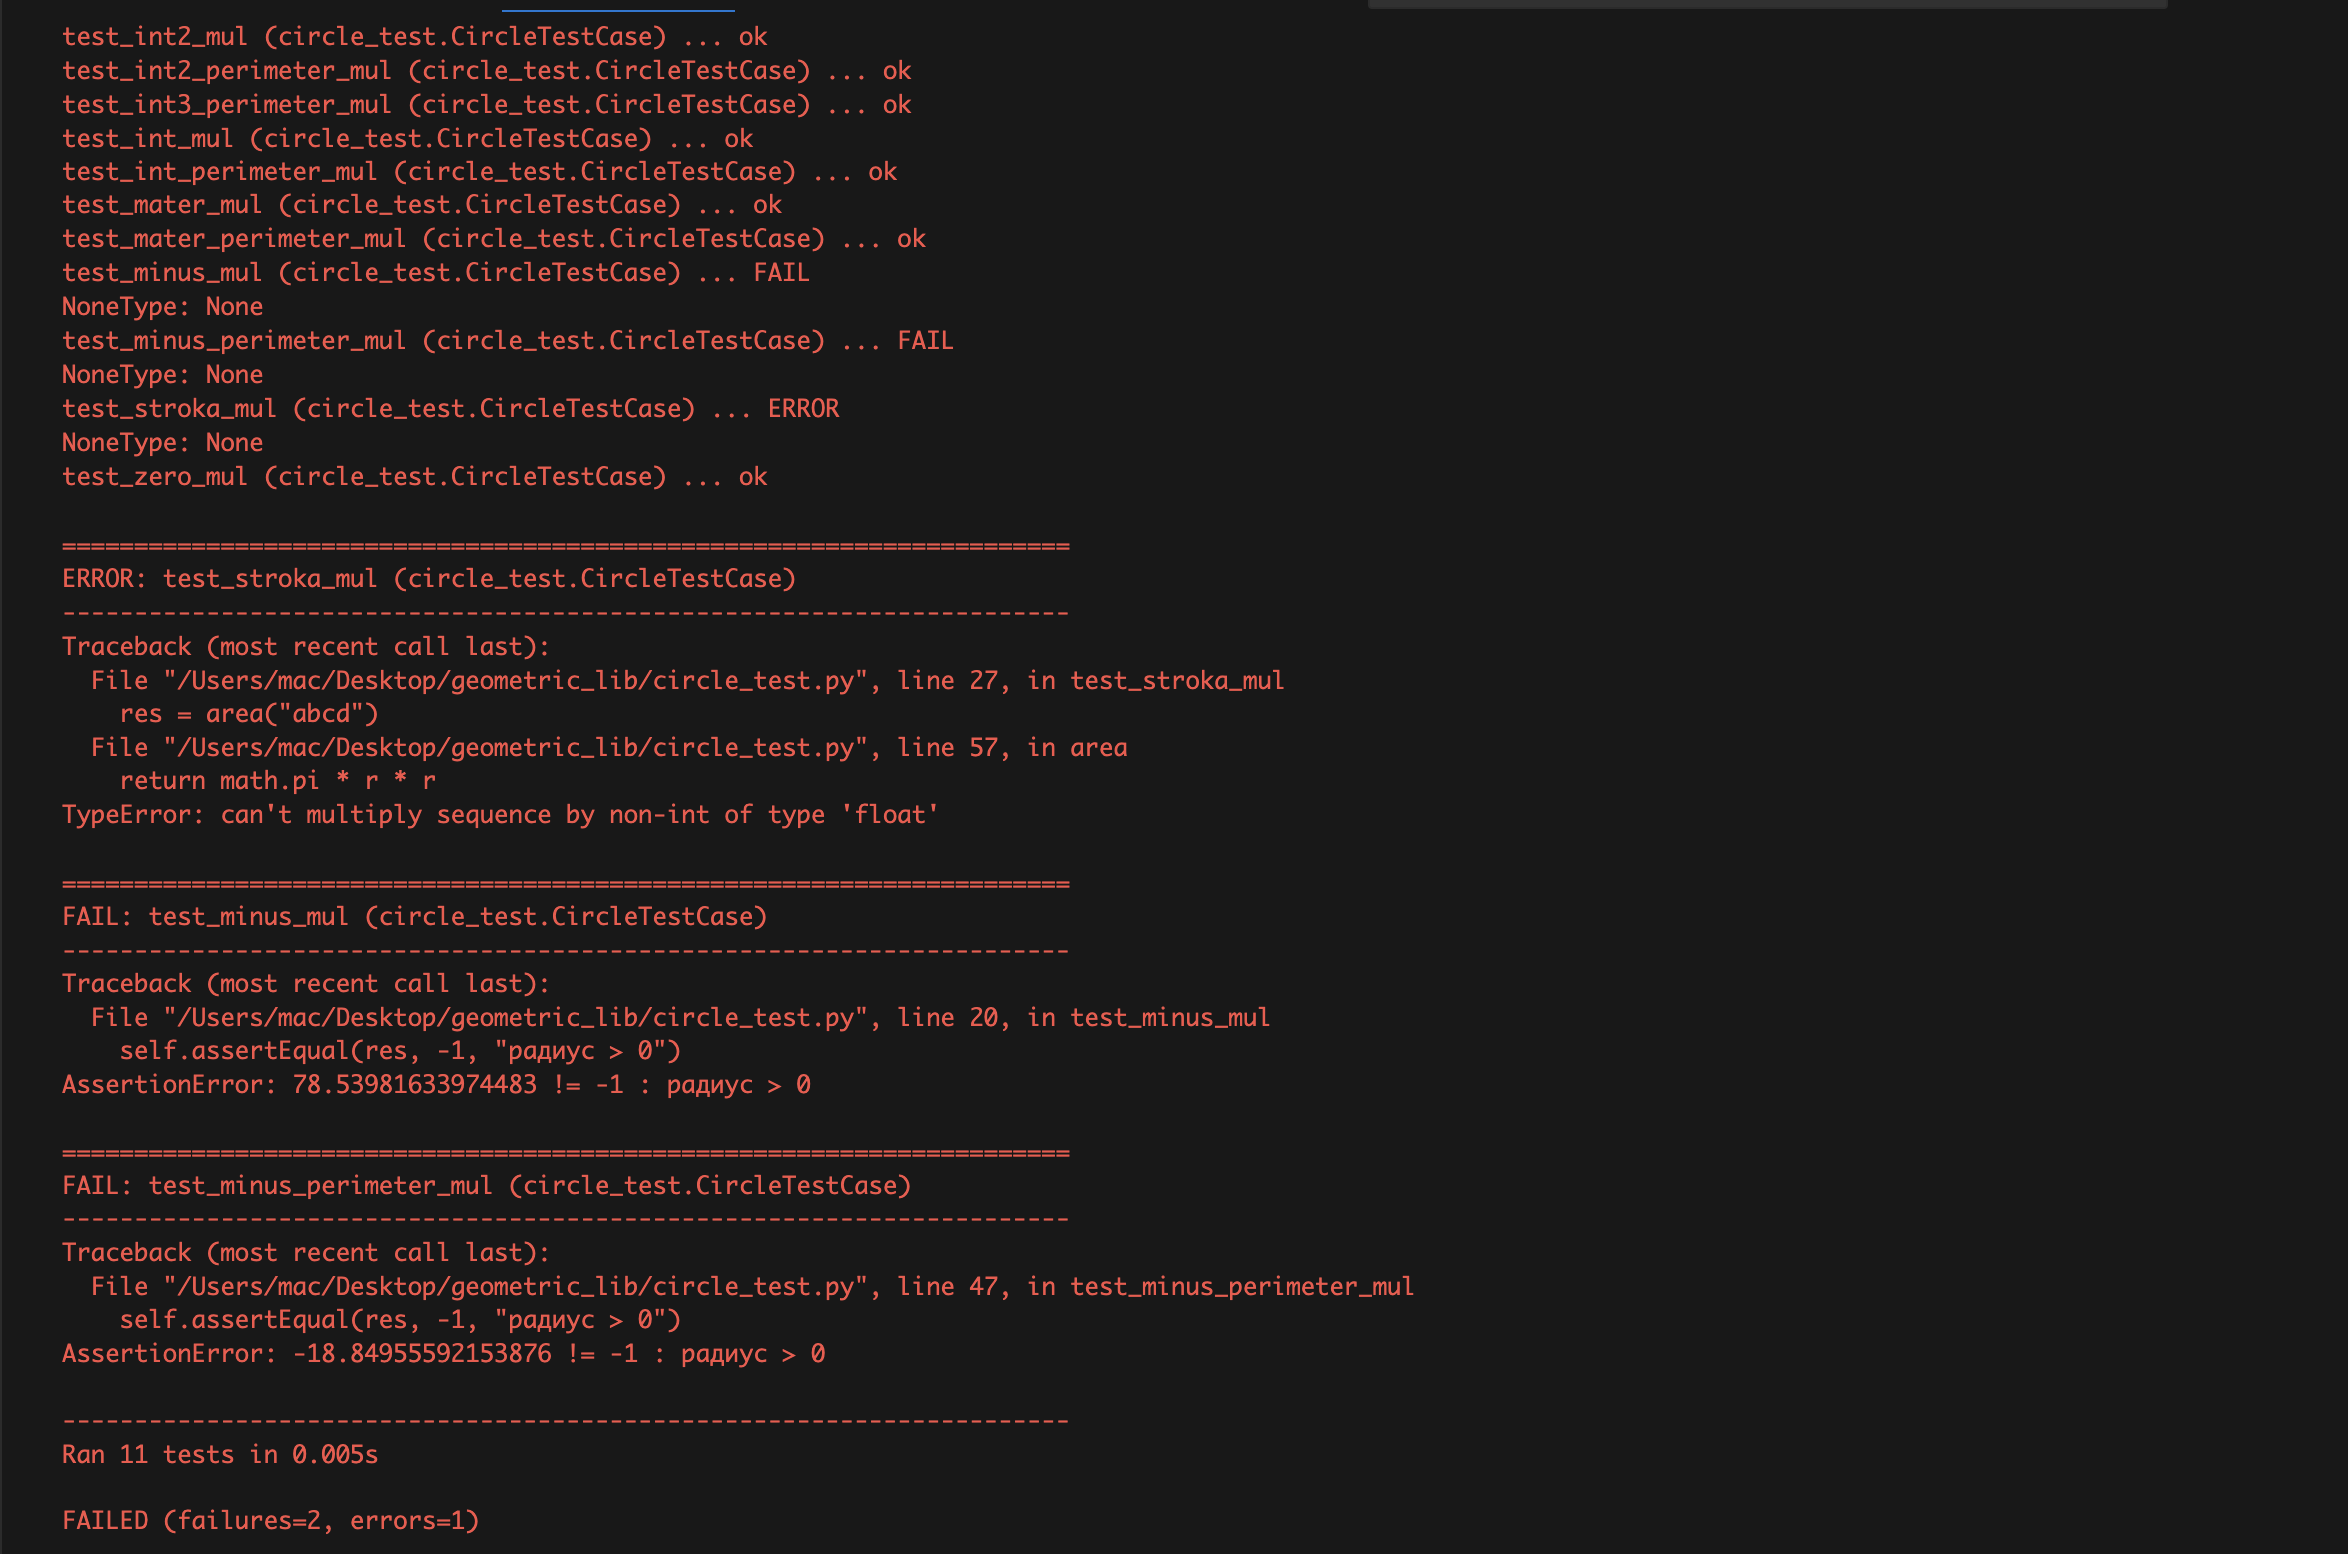 test_int2_mul (circle_test.CircleTestCase) ... ok
test_int2_perimeter_mul (circle_test.CircleTestCase) ... ok
test_int3_perimeter_mul (circle_test.CircleTestCase) ... ok
test_int_mul (circle_test.CircleTestCase) ... ok
test_int_perimeter_mul (circle_test.CircleTestCase) ... ok
test_mater_mul (circle_test.CircleTestCase) ... ok
test_mater_perimeter_mul (circle_test.CircleTestCase) ... ok
test_minus_mul (circle_test.CircleTestCase) ... FAIL
NoneType: None
test_minus_perimeter_mul (circle_test.CircleTestCase) ... FAIL
NoneType: None
test_stroka_mul (circle_test.CircleTestCase) ... ERROR
NoneType: None
test_zero_mul (circle_test.CircleTestCase) ... ok
======================================================================
ERROR: test_stroka_mul (circle_test.CircleTestCase)
----------------------------------------------------------------------
Traceback (most recent call last):
  File "/Users/mac/Desktop/geometric_lib/circle_test.py", line 27, in test_stroka_mul
    res = area("abcd")
  File "/Users/mac/Desktop/geometric_lib/circle_test.py", line 57, in area
    return math.pi * r * r
TypeError: can't multiply sequence by non-int of type 'float'
======================================================================
FAIL: test_minus_mul (circle_test.CircleTestCase)
----------------------------------------------------------------------
Traceback (most recent call last):
  File "/Users/mac/Desktop/geometric_lib/circle_test.py", line 20, in test_minus_mul
    self.assertEqual(res, -1, "радиус > 0")
AssertionError: 78.53981633974483 != -1 : радиус > 0
======================================================================
FAIL: test_minus_perimeter_mul (circle_test.CircleTestCase)
----------------------------------------------------------------------
Traceback (most recent call last):
  File "/Users/mac/Desktop/geometric_lib/circle_test.py", line 47, in test_minus_perimeter_mul
    self.assertEqual(res, -1, "радиус > 0")
AssertionError: -18.84955592153876 != -1 : радиус > 0
----------------------------------------------------------------------
Ran 11 tests in 0.005s
FAILED (failures=2, errors=1)